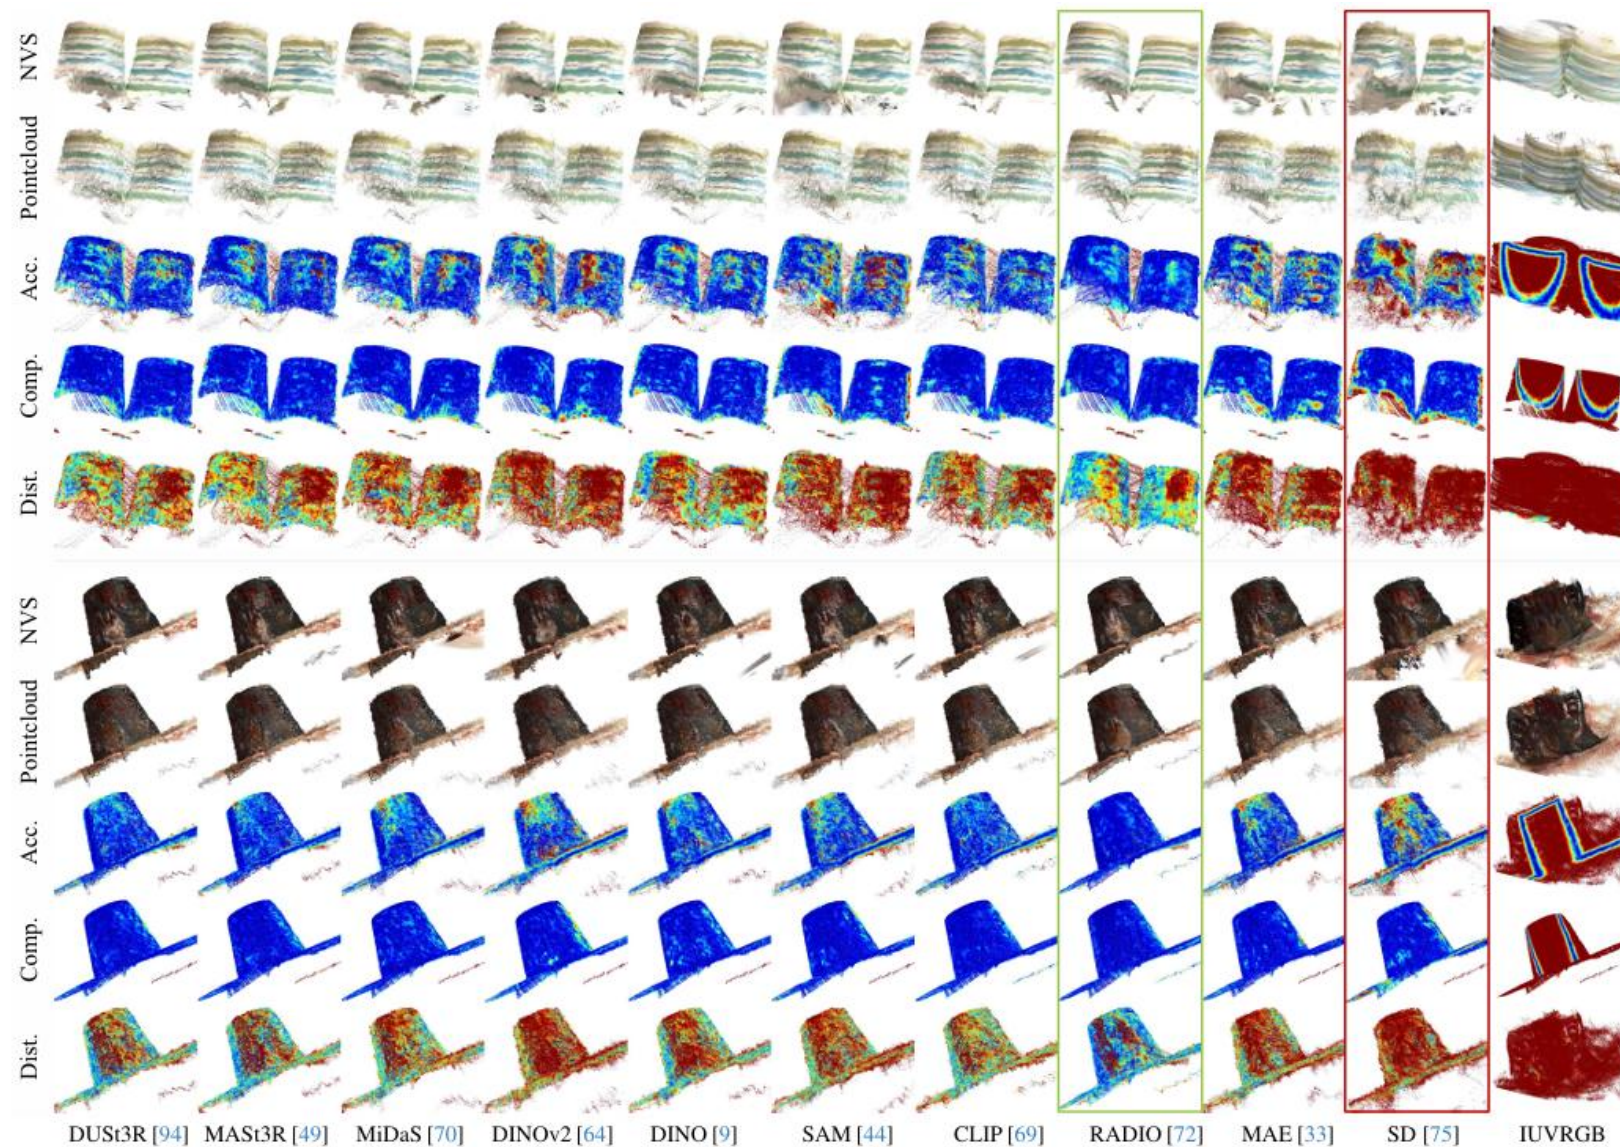 NVS
Pointcloud
Acc.
Comp.
Dist.
NVS
Pointcloud
Acc.
Comp.
Dist.
DUSt3R [94] MASt3R [49] MiDaS [70] DINOv2 [64] DINO [9] SAM [44] CLIP [69] RADIO [72] MAE [33] SD [75] IUVRGB